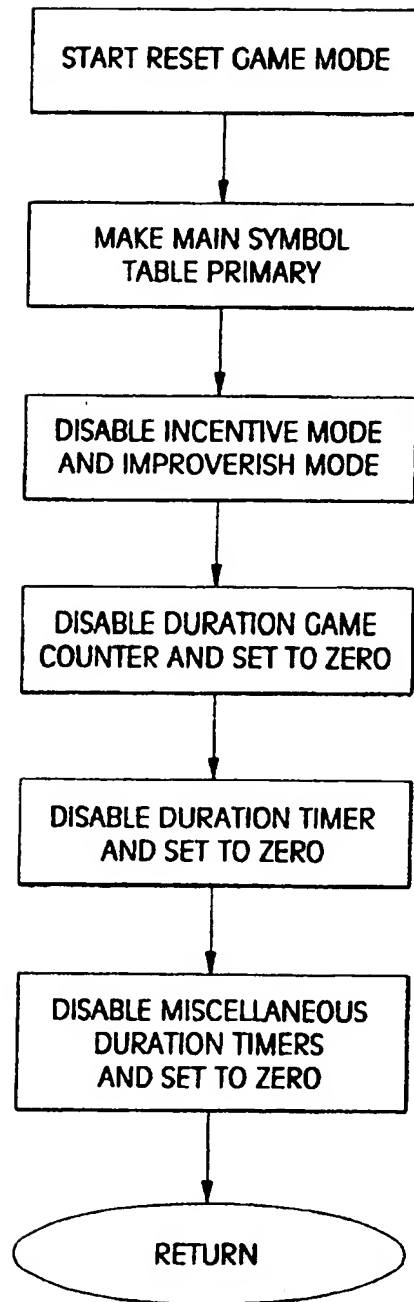 START RESET GAME MODE
MAKE MAIN SYMBOL
TABLE PRIMARY
DISABLE INCENTIVE MODE
AND IMPROVERISH MODE
DISABLE DURATION GAME
COUNTER AND SET TO ZERO
DISABLE DURATION TIMER
AND SET TO ZERO
DISABLE MISCELLANEOUS
DURATION TIMERS
AND SET TO ZERO
RETURN